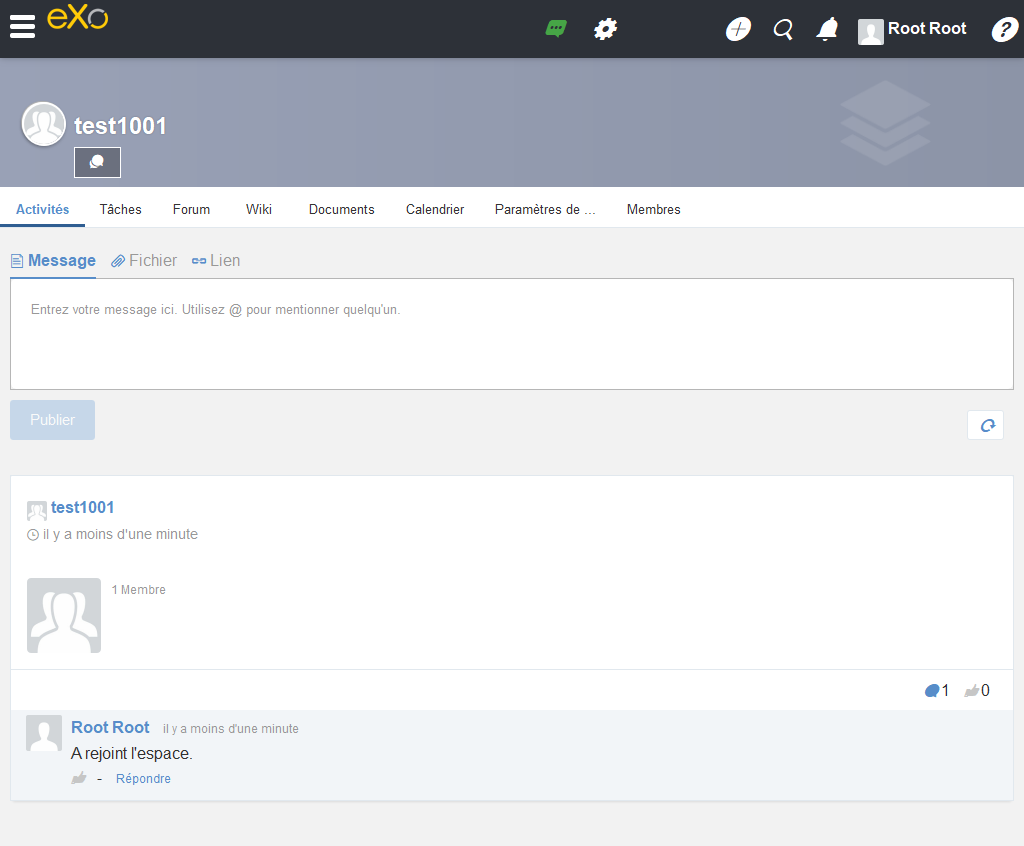 eXo
Root Root
?
test1001
Activités Tâches Forum Wiki Documents Calendrier Paramètres de ... Membres
Message Fichier Lien
Entrez votre message ici. Utilisez @ pour mentionner quelqu'un.
Publier
test1001
il y a moins d'une minute
1 Membre
1 0
Root Root il y a moins d'une minute
A rejoint l'espace.
- Répondre